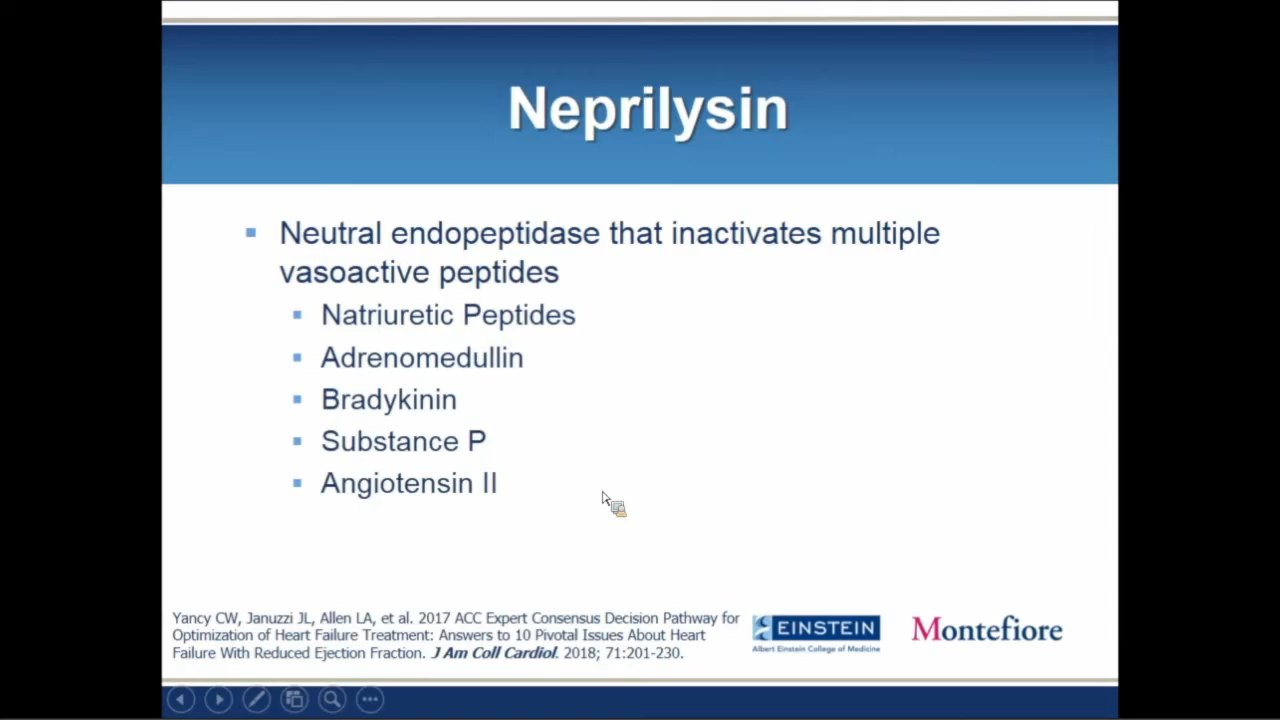 Neprilysin
Neutral endopeptidase that inactivates multiple
vasoactive peptides
Natriuretic Peptides
Adrenomedullin
Bradykinin
Substance P
Angiotensin II
Yancy CW, Januzzi JL, Allen LA, et al. 2017 ACC Expert Consensus Decision Pathway for
Optimization of Heart Failure Treatment: Answers to 10 Pivotal Issues About Heart
Failure With Reduced Ejection Fraction. J Am Coll Cardiol. 2018; 71:201-230.
EINSTEIN
Albert Einstein College of Medicine
Montefiore